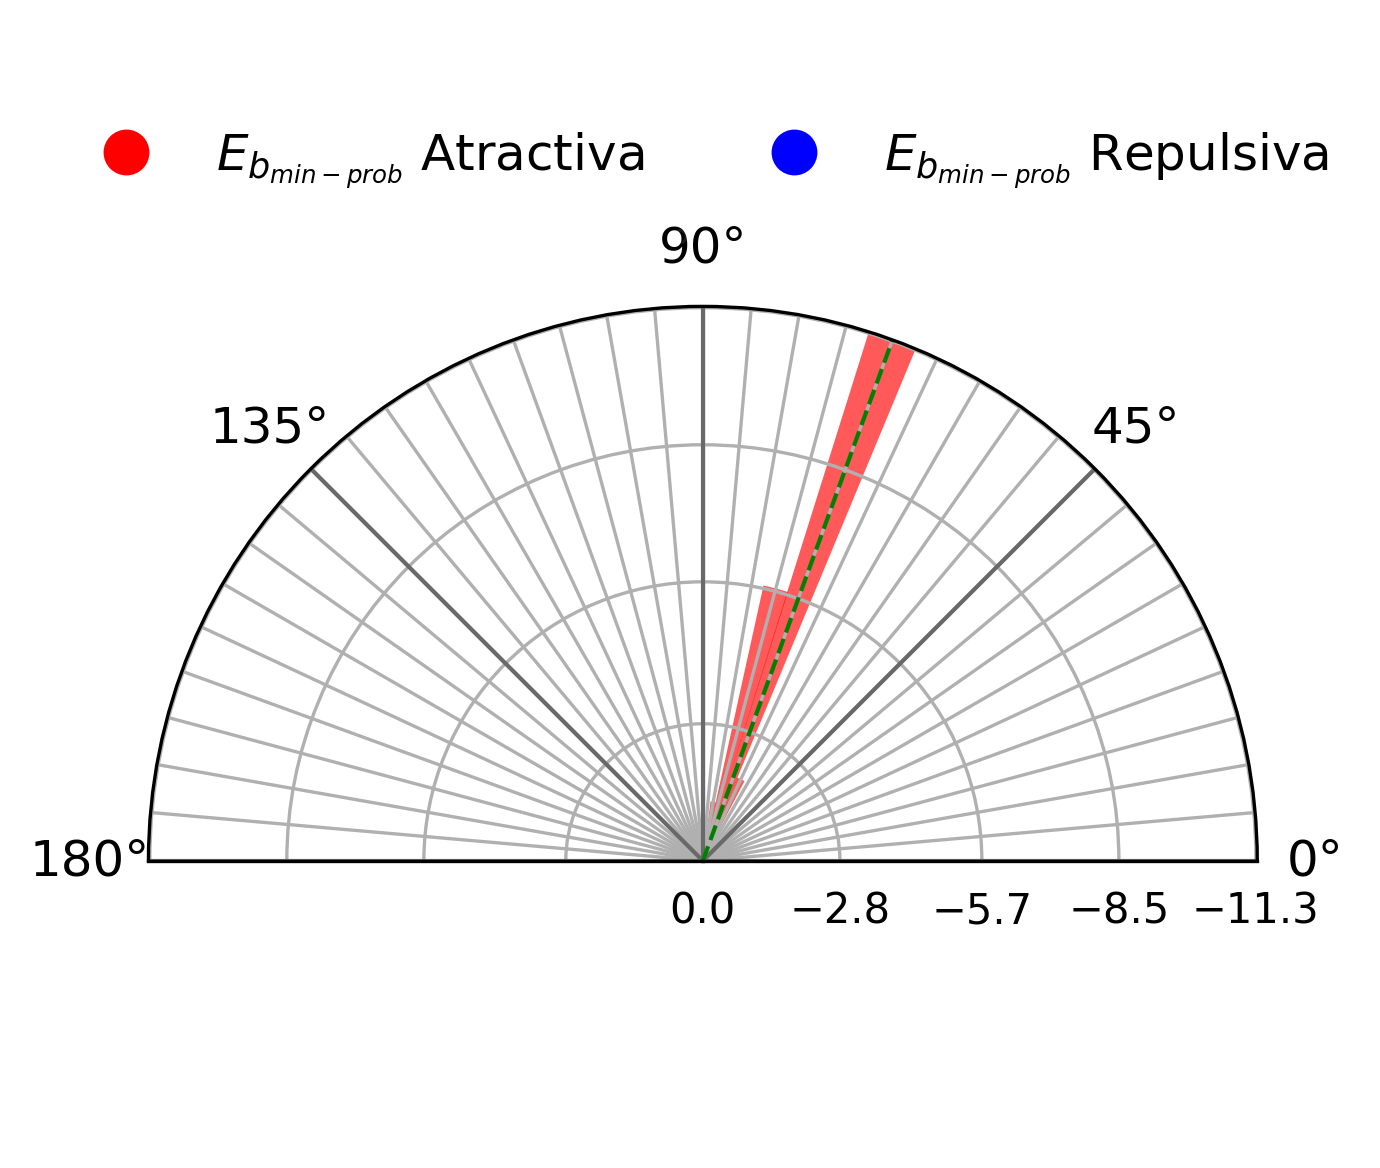 E_{b_{min−prob}} Atractiva E_{b_{min−prob}} Repulsiva
90°
135° 45°
180° 0°
0.0 −2.8 −5.7 −8.5 −11.3